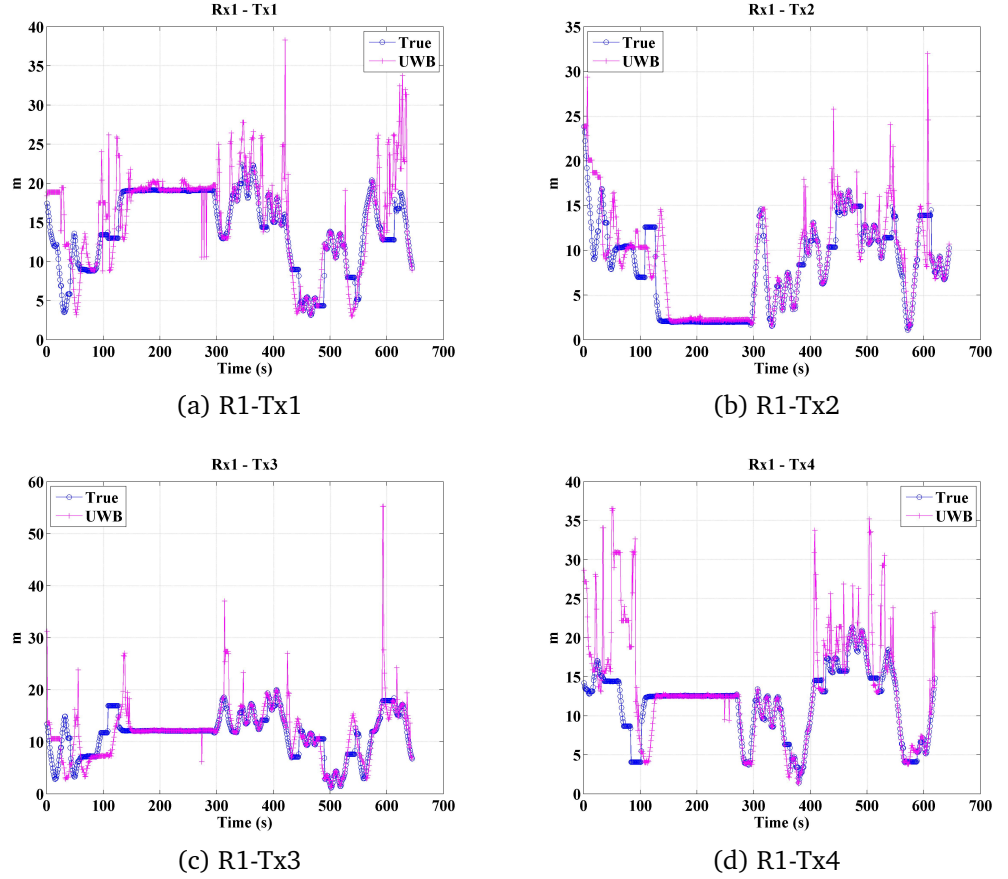 Rx1 - Tx1
40
35
30
25
20
15
10
5
0
m
True
UWB
0 100 200 300 400 500 600 700
Time (s)
(a) R1-Tx1
Rx1 - Tx2
35
30
25
20
15
10
5
0
m
True
UWB
0 100 200 300 400 500 600 700
Time (s)
(b) R1-Tx2
Rx1 - Tx3
60
50
40
30
20
10
0
m
True
UWB
0 100 200 300 400 500 600 700
Time (s)
(c) R1-Tx3
Rx1 - Tx4
40
35
30
25
20
15
10
5
0
m
True
UWB
0 100 200 300 400 500 600 700
Time (s)
(d) R1-Tx4